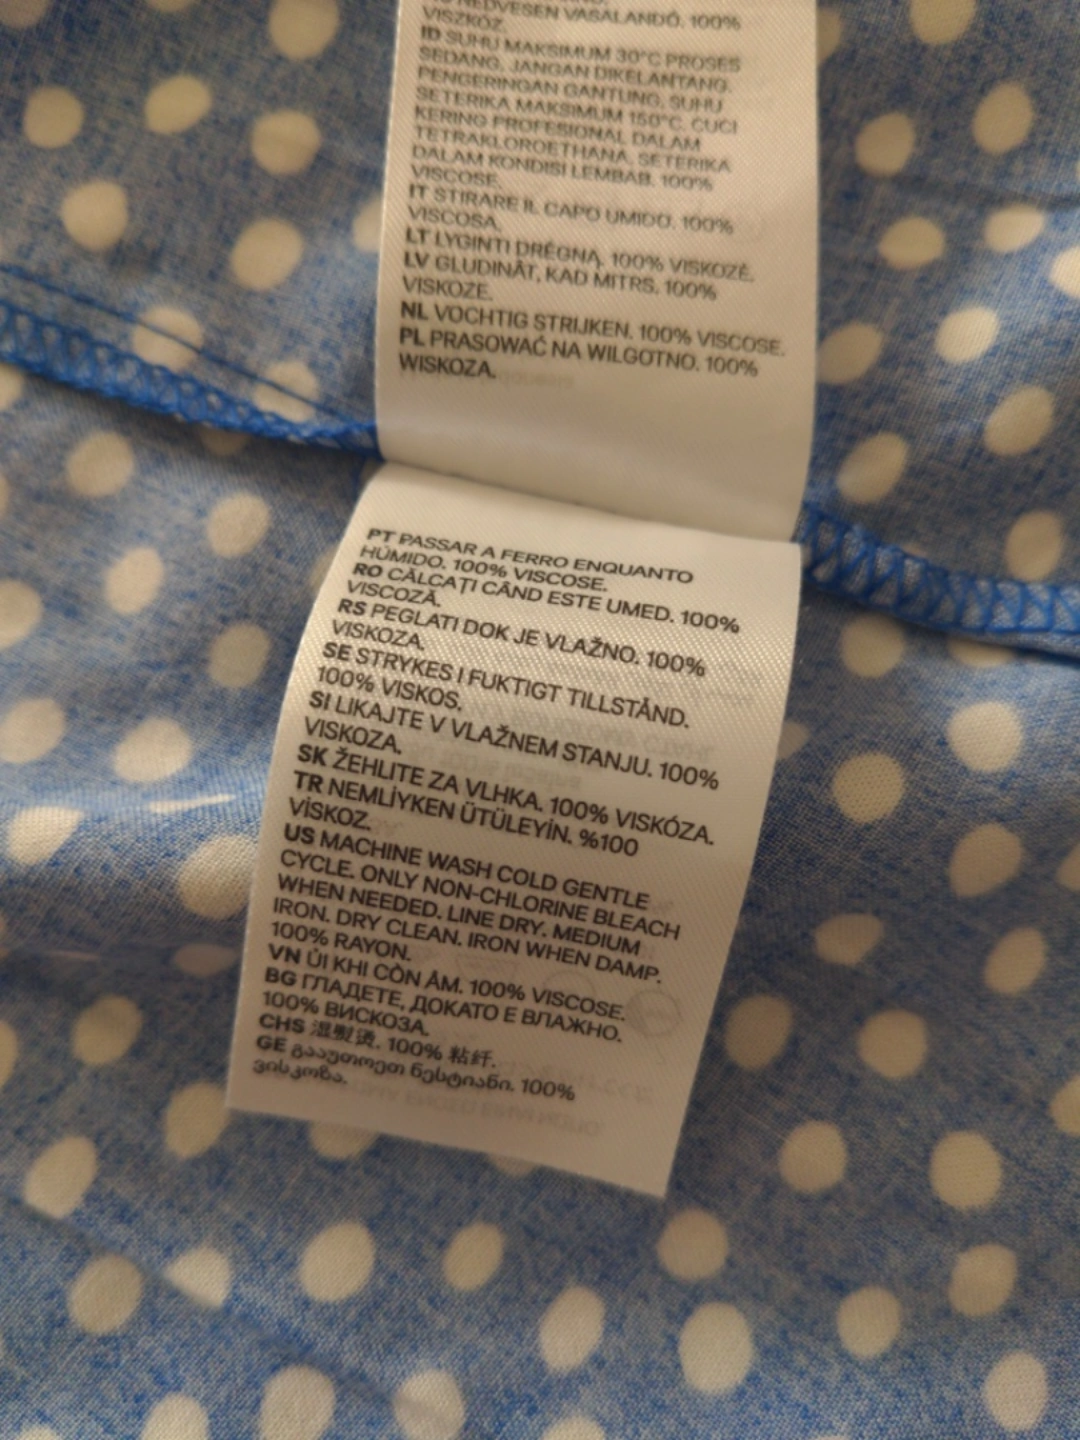 NEDVESEN VASALANDÓ. 100%
VISZKÓZ.
ID SUHU MAKSIMUM 30°C PROSES
SEDANG. JANGAN DIKELANTANG.
PENGERINGAN GANTUNG, SUHU
SETERIKA MAKSIMUM 150°C. CUCI
KERING PROFESIONAL DALAM
TETRAKLOROETHANA, SETERIKA
DALAM KONDISI LEMBAB. 100%
VISCOSE.
IT STIRARE IL CAPO UMIDO. 100%
VISCOSA.
LT LYGINTI DRĖGNĄ. 100% VISKOZĖ.
LV GLUDINĀT, KAD MITRS. 100%
VISKOZE.
NL VOCHTIG STRIJKEN. 100% VISCOSE.
PL PRASOWAĆ NA WILGOTNO. 100%
WISKOZA.
PT PASSAR A FERRO ENQUANTO
HÚMIDO. 100% VISCOSE.
RO CĂLCAȚI CÂND ESTE UMED. 100%
VISCOZĂ.
RS PEGLATI DOK JE VLAŽNO. 100%
VISKOZA.
SE STRYKES I FUKTIGT TILLSTÅND.
100% VISKOS.
SI LIKAJTE V VLAŽNEM STANJU. 100%
VISKOZA.
SK ŽEHLITE ZA VLHKA. 100% VISKÓZA.
TR NEMLİYKEN ÜTÜLEYİN. %100
VİSKOZ.
US MACHINE WASH COLD GENTLE
CYCLE. ONLY NON-CHLORINE BLEACH
WHEN NEEDED. LINE DRY. MEDIUM
IRON. DRY CLEAN. IRON WHEN DAMP.
100% RAYON.
VN ỦI KHI CÒN ẨM. 100% VISCOSE.
BG ГЛАДЕТЕ, ДОКАТО Е ВЛАЖНО.
100% ВИСКОЗА.
CHS 湿熨烫. 100% 粘纤.
GE გააუთოეთ ნესტიანი. 100%
ვისკოზა.